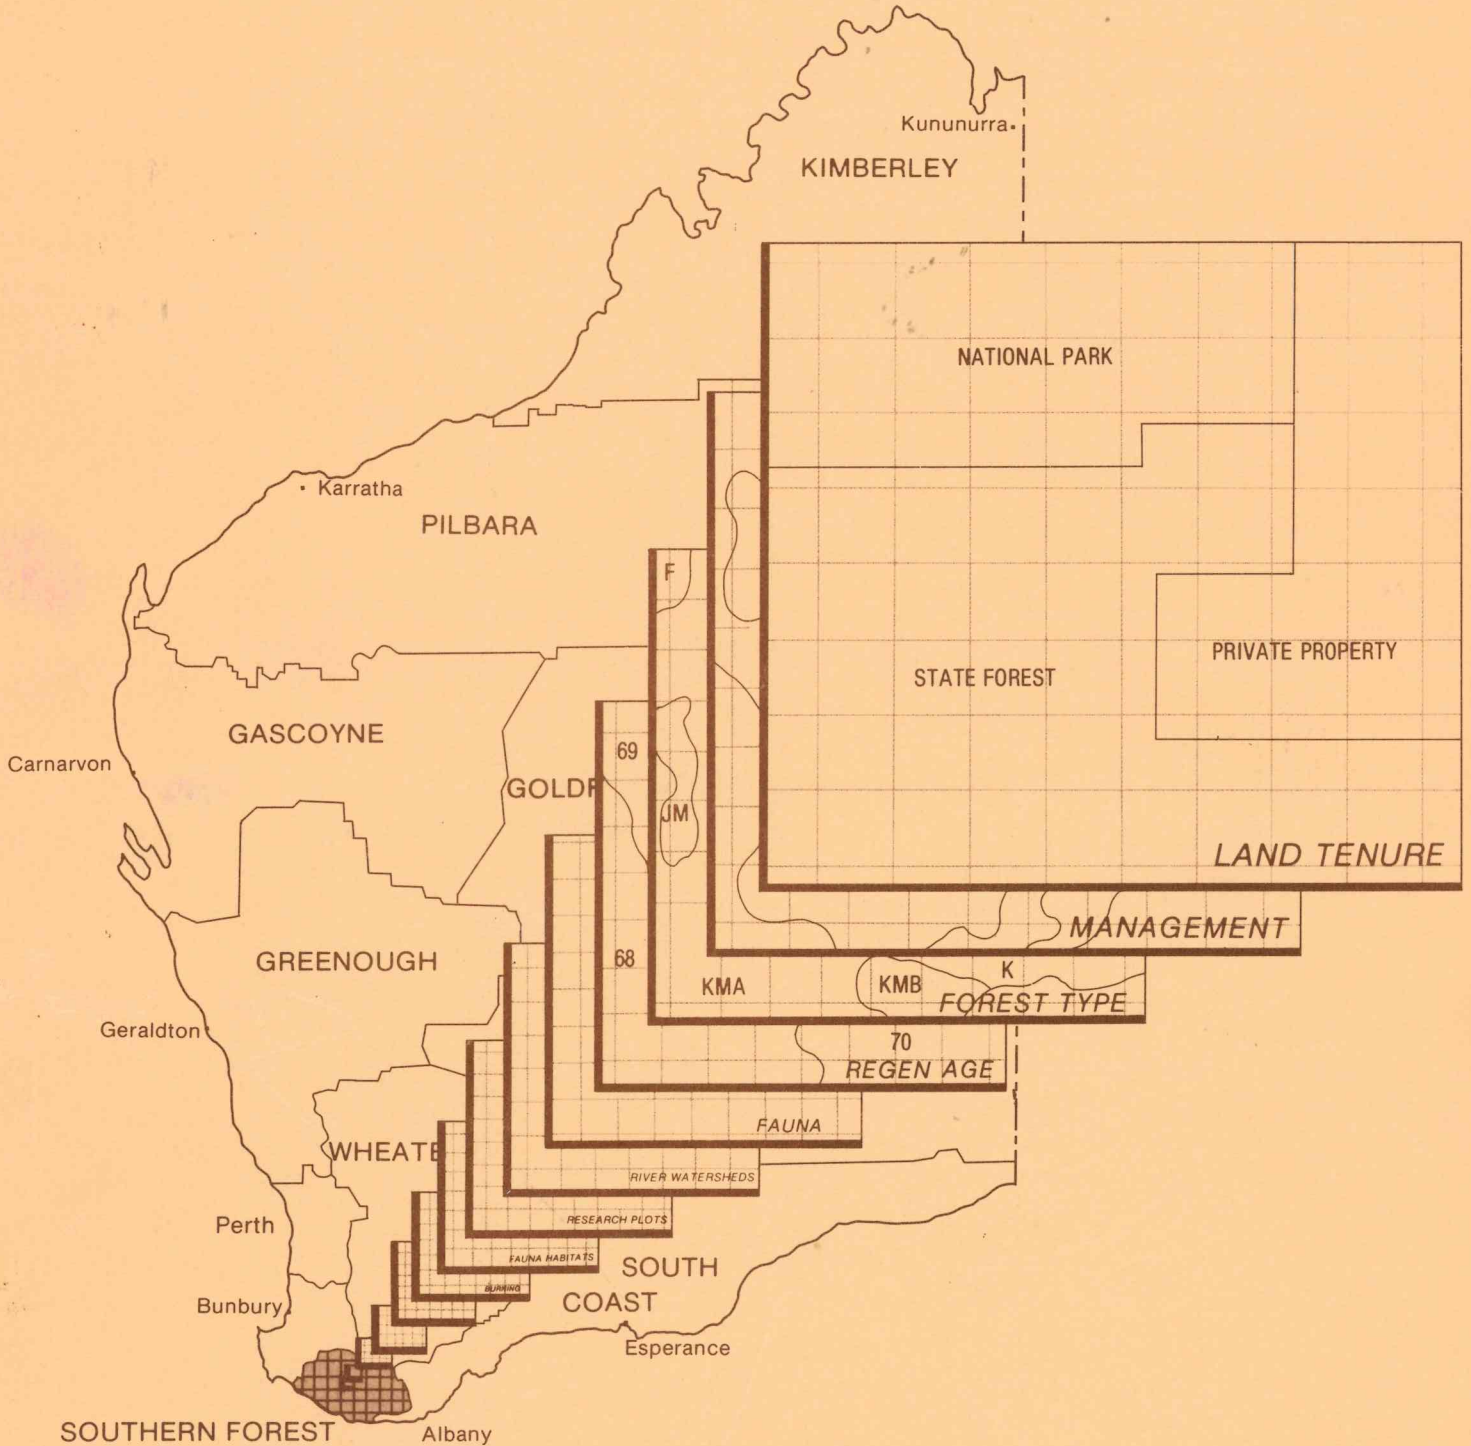 Kununurra
KIMBERLEY
NATIONAL PARK
Karratha
PILBARA
F
STATE FOREST
PRIVATE PROPERTY
GASCOYNE
Carnarvon
69
GOLDF
JM
LAND TENURE
MANAGEMENT
GREENOUGH
68
KMA
KMB
K
FOREST TYPE
Geraldton
70
REGEN AGE
FAUNA
WHEATB
RIVER WATERSHEDS
Perth
RESEARCH PLOTS
FAUNA HABITATS
SOUTH
COAST
BURNING
Bunbury
Esperance
SOUTHERN FOREST
Albany